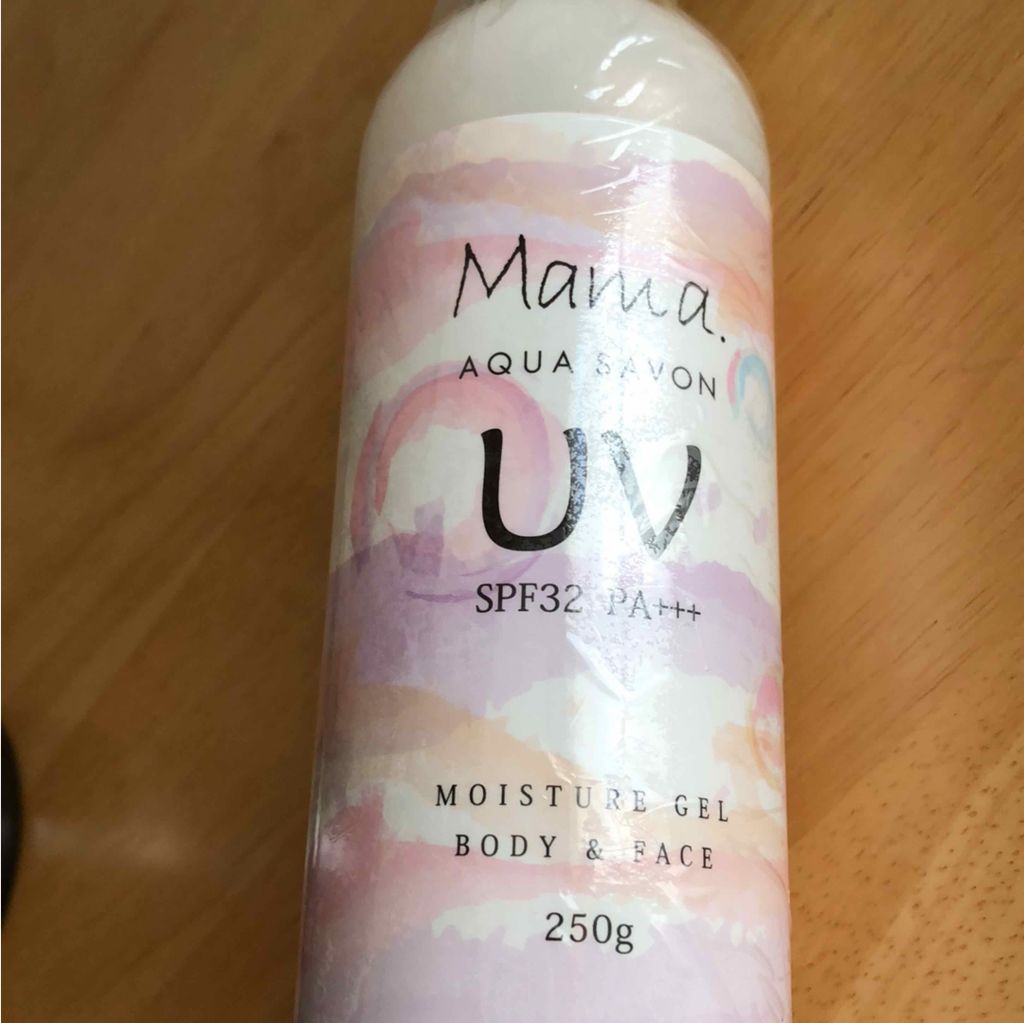 Mama.
AQUA SAVON
UV
SPF32 PA+++
MOISTURE GEL
BODY & FACE
250g